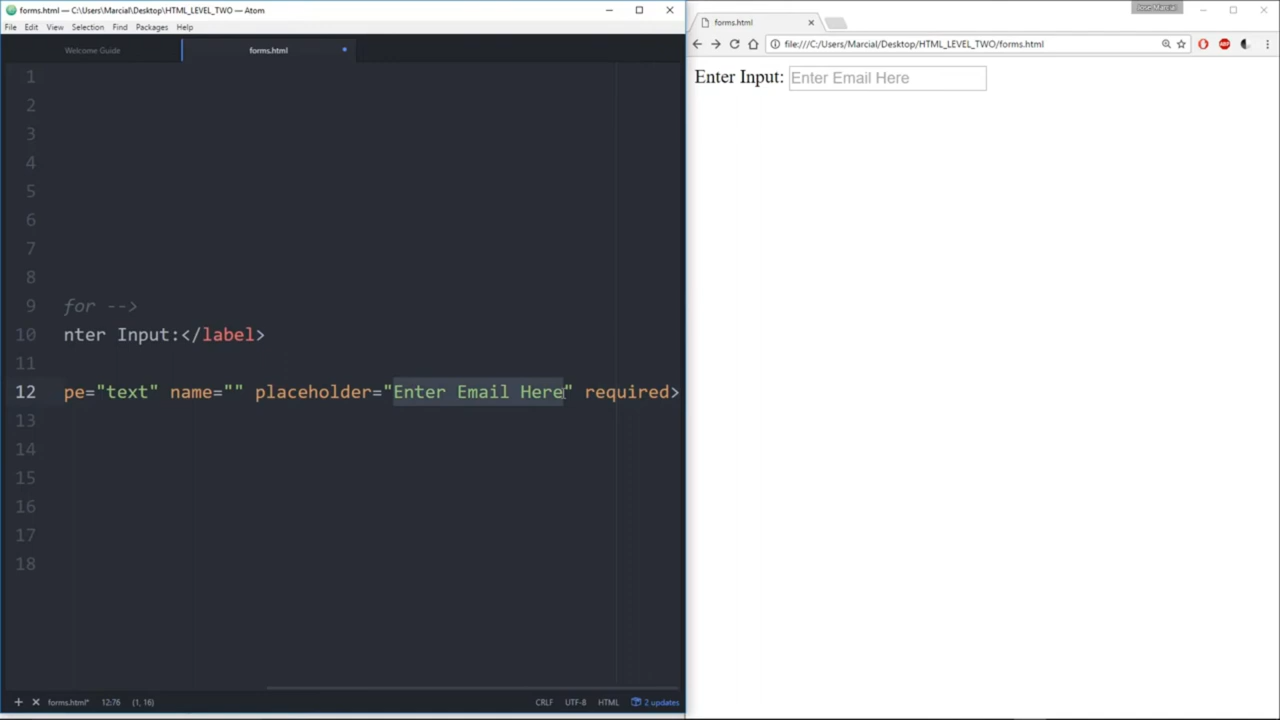 forms.html — C:\Users\Marcial\Desktop\HTML_LEVEL_TWO — Atom
File Edit View Selection Find Packages Help
Welcome Guide
forms.html
1
2
3
4
5
6
7
8
9 for -->
10 nter Input:</label>
11
12 pe="text" name="" placeholder="Enter Email Here" required>
13
14
15
16
17
18
forms.html* 12:76 (1, 16) CRLF UTF-8 HTML 2 updates
forms.html
Jose Marcial
file:///C:/Users/Marcial/Desktop/HTML_LEVEL_TWO/forms.html
ABP
Enter Input: Enter Email Here